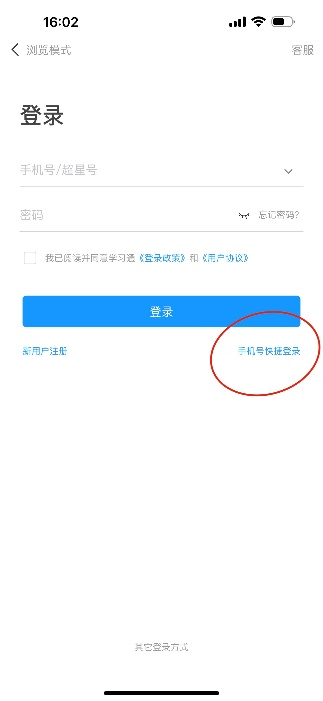 16:02
浏览模式 客服
登录
手机号/超星号
密码 忘记密码?
我已阅读并同意学习通《登录政策》和《用户协议》
登录
新用户注册 手机号快捷登录
其它登录方式